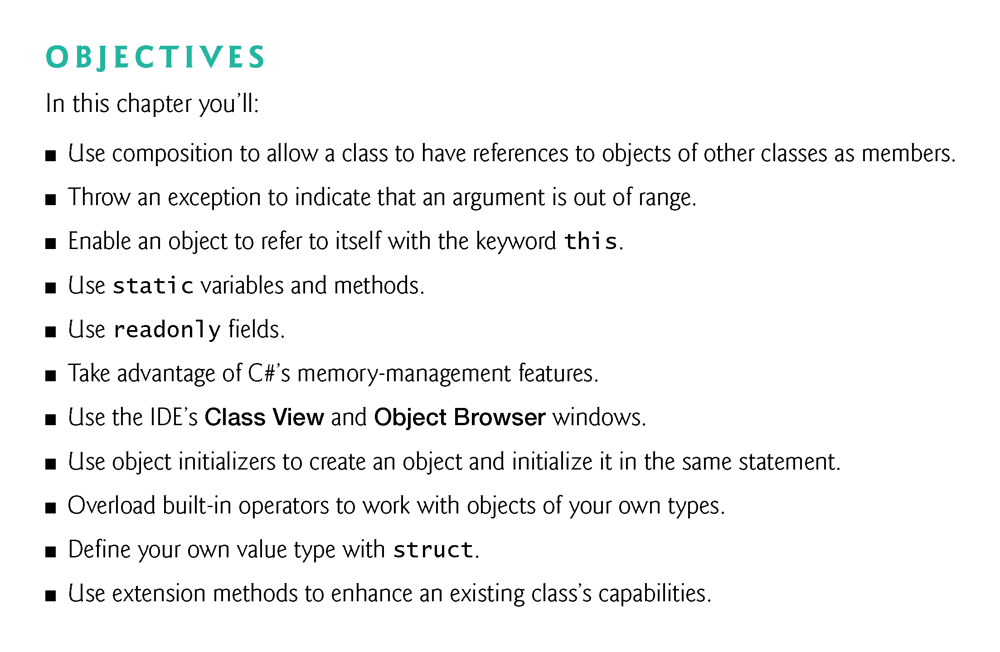 OBJECTIVES
In this chapter you’ll:
■ Use composition to allow a class to have references to objects of other classes as members.
■ Throw an exception to indicate that an argument is out of range.
■ Enable an object to refer to itself with the keyword this.
■ Use static variables and methods.
■ Use readonly fields.
■ Take advantage of C#’s memory-management features.
■ Use the IDE’s Class View and Object Browser windows.
■ Use object initializers to create an object and initialize it in the same statement.
■ Overload built-in operators to work with objects of your own types.
■ Define your own value type with struct.
■ Use extension methods to enhance an existing class’s capabilities.